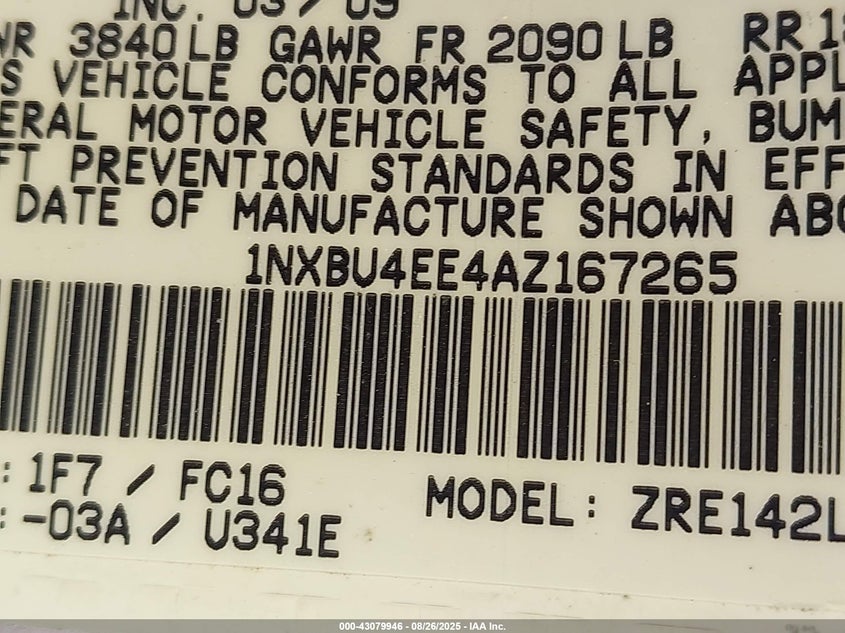 INC. 03 / 09
WR 3840 LB GAWR FR 2090 LB RR 18
S VEHICLE CONFORMS TO ALL APPL
ERAL MOTOR VEHICLE SAFETY, BUM
FT PREVENTION STANDARDS IN EFF
DATE OF MANUFACTURE SHOWN ABO
1NXBU4EE4AZ167265
: 1F7 / FC16
MODEL: ZRE142L
: -03A / U341E
000-43079946 - 08/26/2025 - IAA Inc.